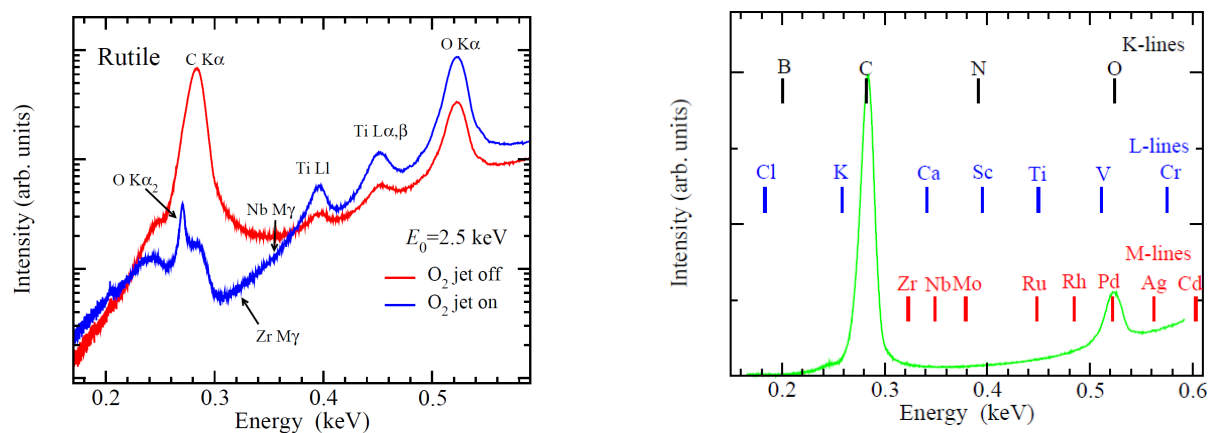 Rutile
C Kα
O Kα
Ti Lα,β
Ti Ll
O Kα₂
Nb Mγ
E₀=2.5 keV
O₂ jet off
O₂ jet on
Zr Mγ
Intensity (arb. units)
0.2 0.3 0.4 0.5
Energy (keV)
K-lines
B C N O
L-lines
Cl K Ca Sc Ti V Cr
M-lines
Zr Nb Mo Ru Rh Pd Ag Cd
Intensity (arb. units)
0.2 0.3 0.4 0.5 0.6
Energy (keV)